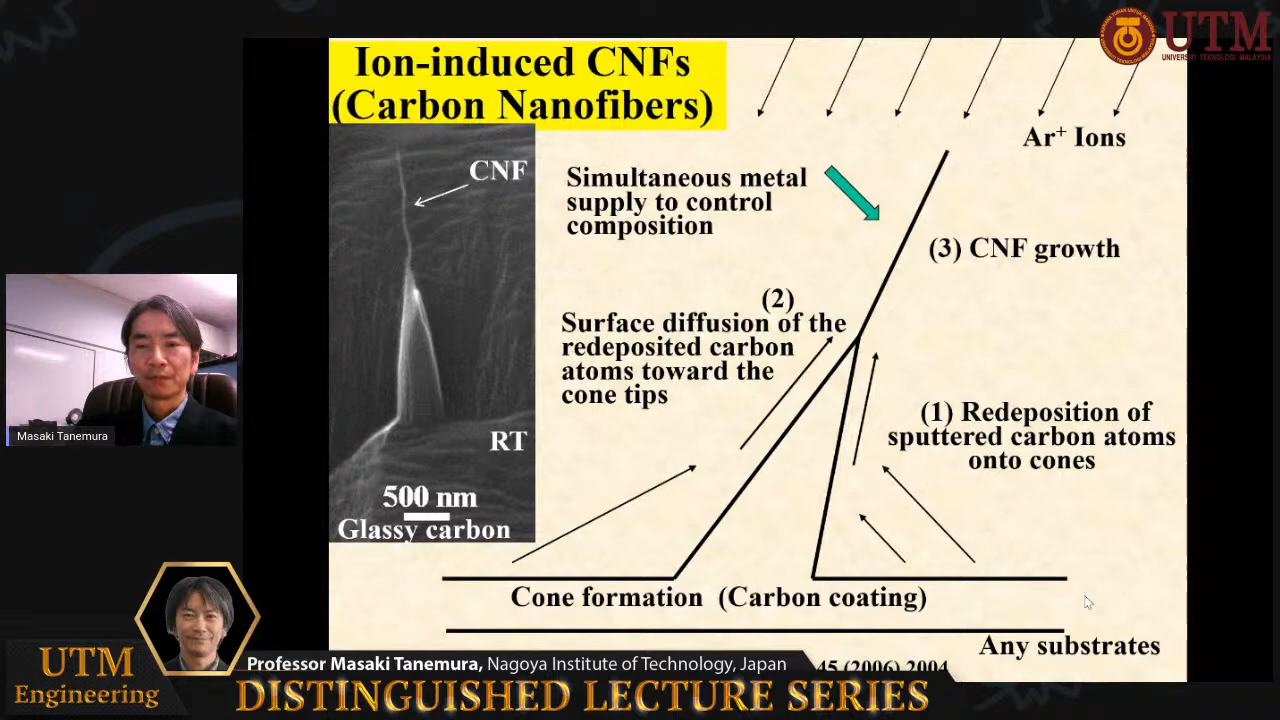 UTM
UNIVERSITI TEKNOLOGI MALAYSIA
Ion-induced CNFs
(Carbon Nanofibers)
Ar+ Ions
CNF
Simultaneous metal
supply to control
composition
(3) CNF growth
(2)
Surface diffusion of the
redeposited carbon
atoms toward the
cone tips
(1) Redeposition of
sputtered carbon atoms
onto cones
RT
500 nm
Glassy carbon
Masaki Tanemura
Cone formation (Carbon coating)
Any substrates
45 (2006) 2004
UTM
Engineering
Professor Masaki Tanemura, Nagoya Institute of Technology, Japan
DISTINGUISHED LECTURE SERIES